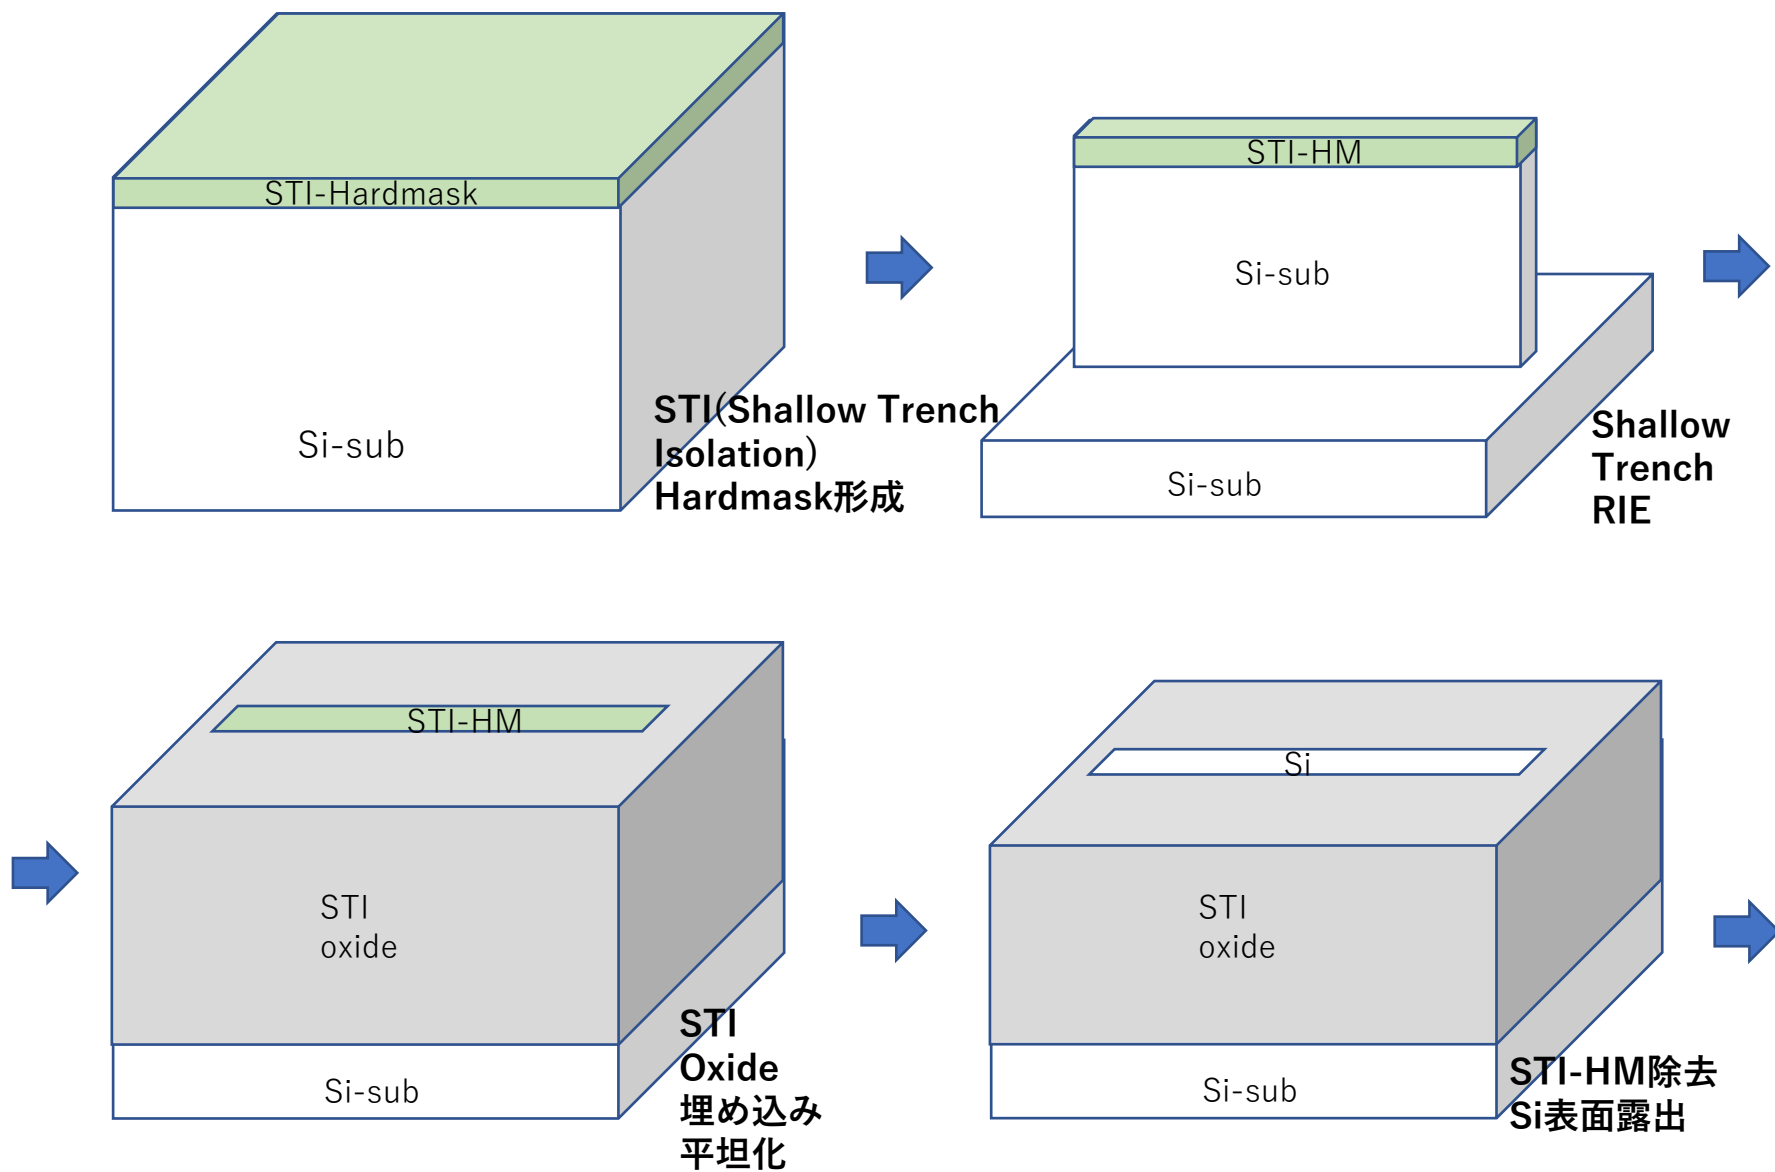 STI-Hardmask
Si-sub
STI(Shallow Trench
Isolation)
Hardmask形成
STI-HM
Si-sub
Si-sub
Shallow
Trench
RIE
STI-HM
STI
oxide
Si-sub
STI
Oxide
埋め込み
平坦化
Si
STI
oxide
Si-sub
STI-HM除去
Si表面露出